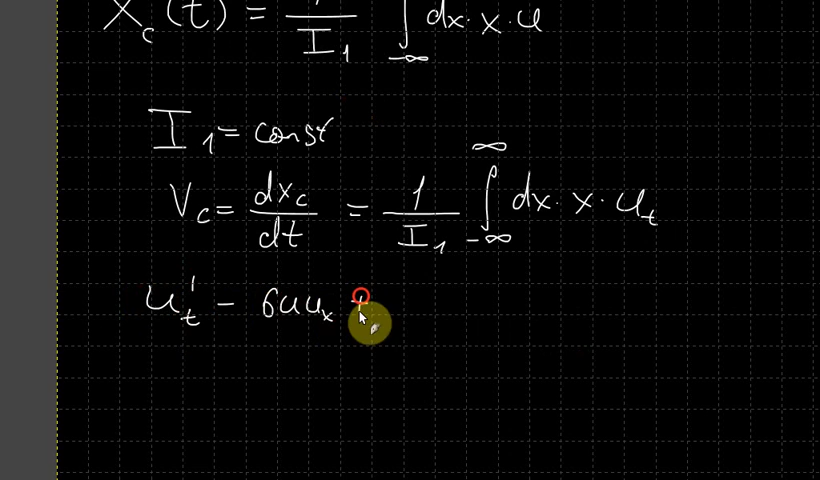 X_c(t) = 1/I_1 ∫_{-∞} dx · x · u
I_1 = const
V_c = dx_c/dt = 1/I_1 ∫_{-∞}^{∞} dx · x · u_t
u_t' - 6uu_x +